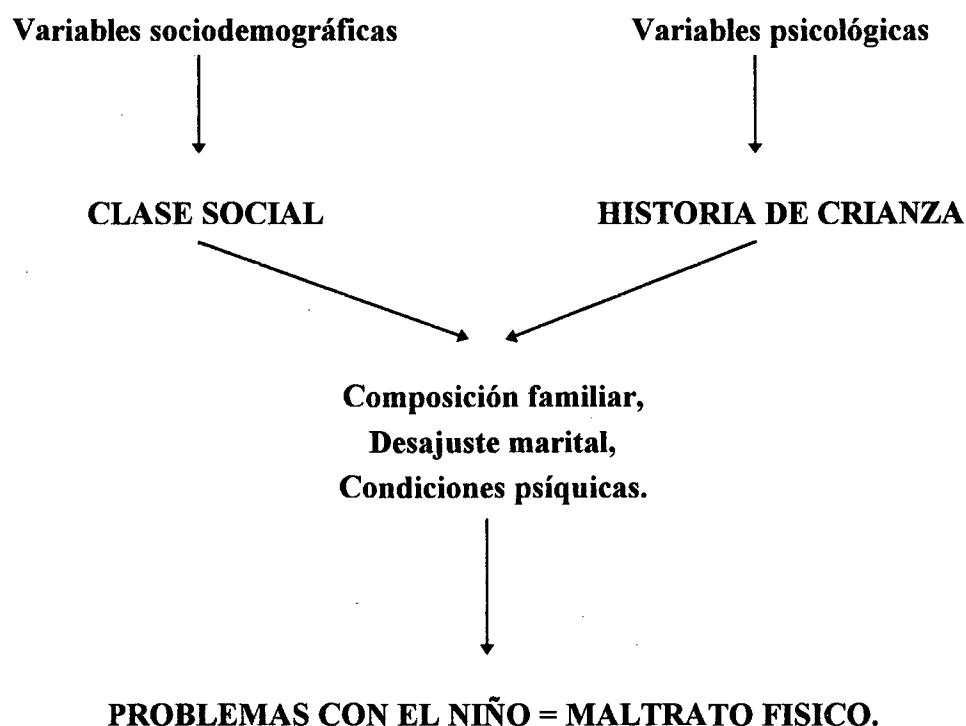 Variables sociodemográficas
Variables psicológicas
CLASE SOCIAL
HISTORIA DE CRIANZA
Composición familiar,
Desajuste marital,
Condiciones psíquicas.
PROBLEMAS CON EL NIÑO = MALTRATO FISICO.